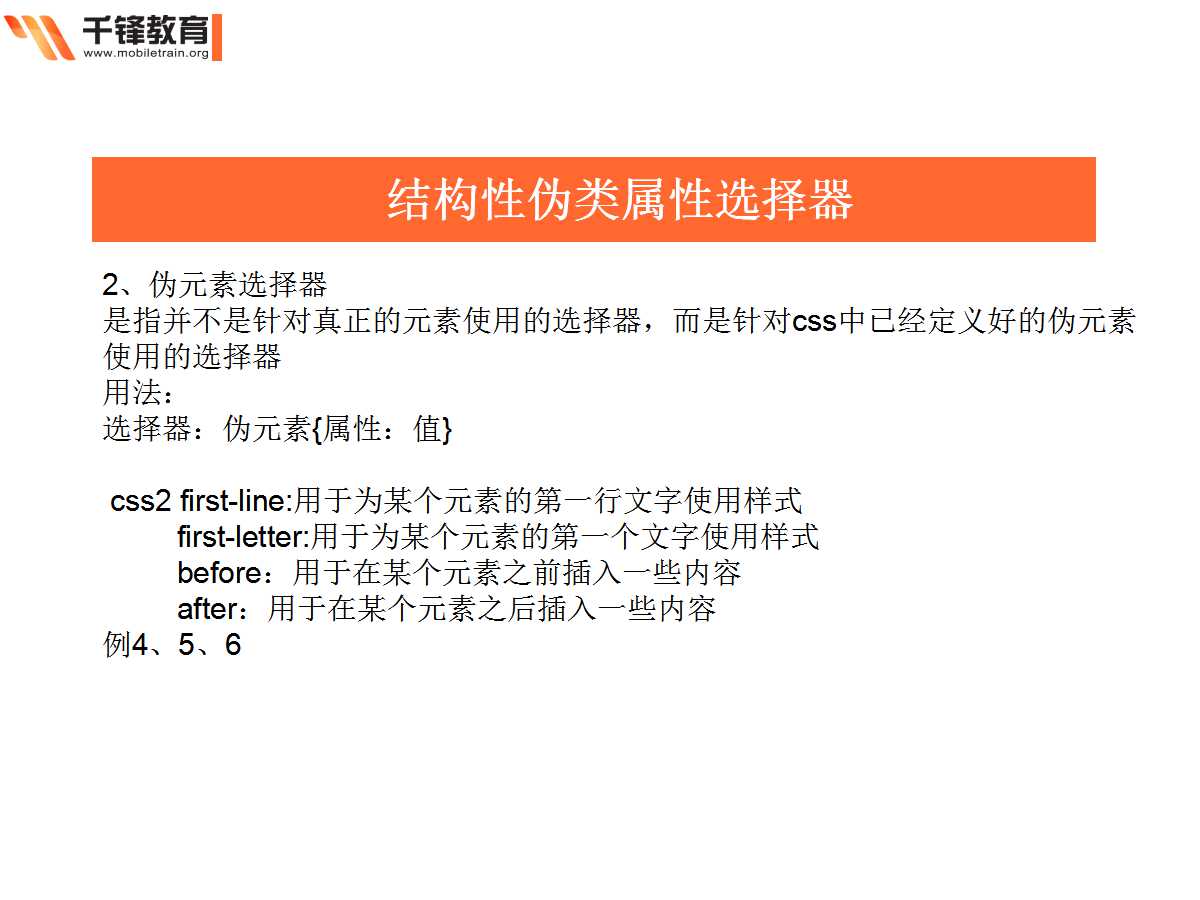 千锋教育
www.mobiletrain.org
结构性伪类属性选择器
2、伪元素选择器
是指并不是针对真正的元素使用的选择器，而是针对css中已经定义好的伪元素
使用的选择器
用法：
选择器：伪元素{属性：值}
css2 first-line:用于为某个元素的第一行文字使用样式
first-letter:用于为某个元素的第一个文字使用样式
before：用于在某个元素之前插入一些内容
after：用于在某个元素之后插入一些内容
例4、5、6